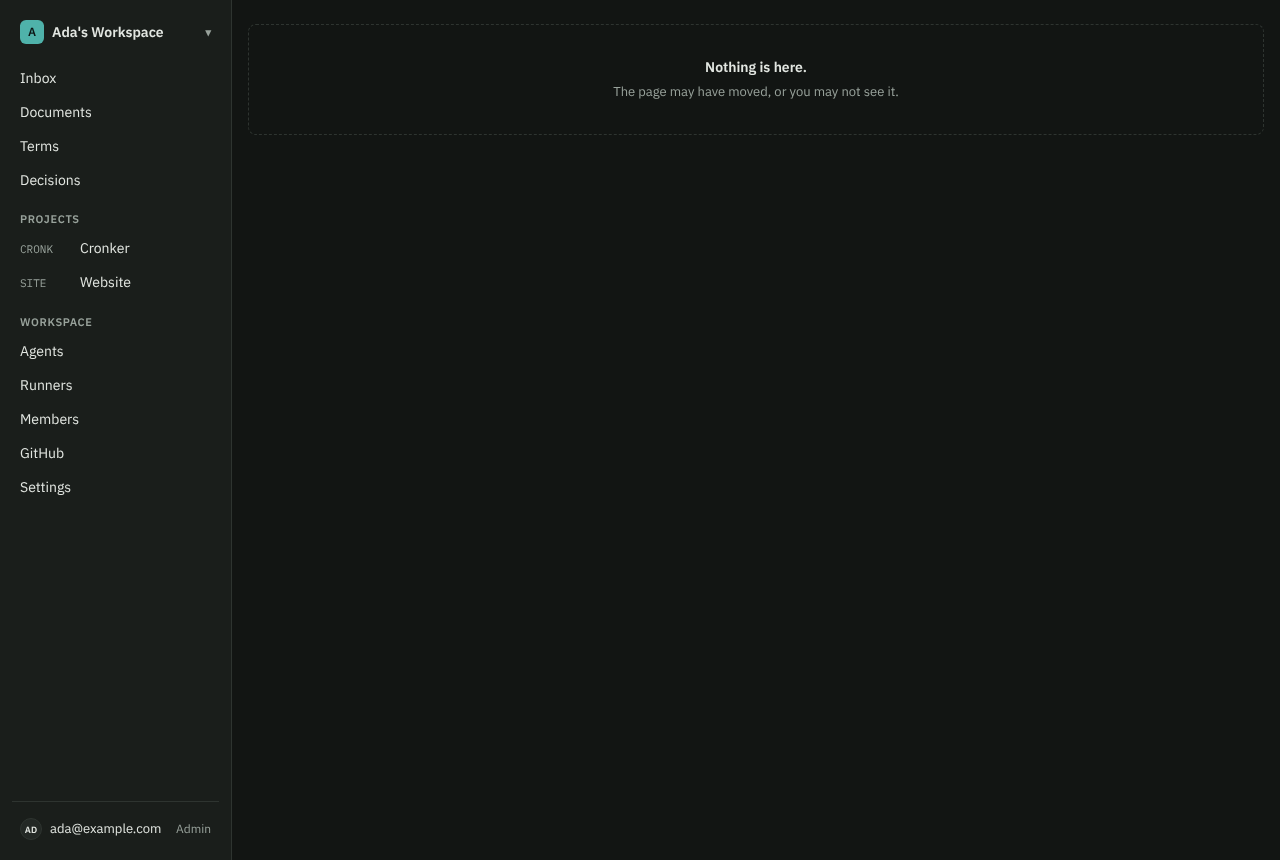 A Ada's Workspace ▾
Inbox
Documents
Terms
Decisions
PROJECTS
CRONK Cronker
SITE Website
WORKSPACE
Agents
Runners
Members
GitHub
Settings
AD ada@example.com Admin
Nothing is here.
The page may have moved, or you may not see it.